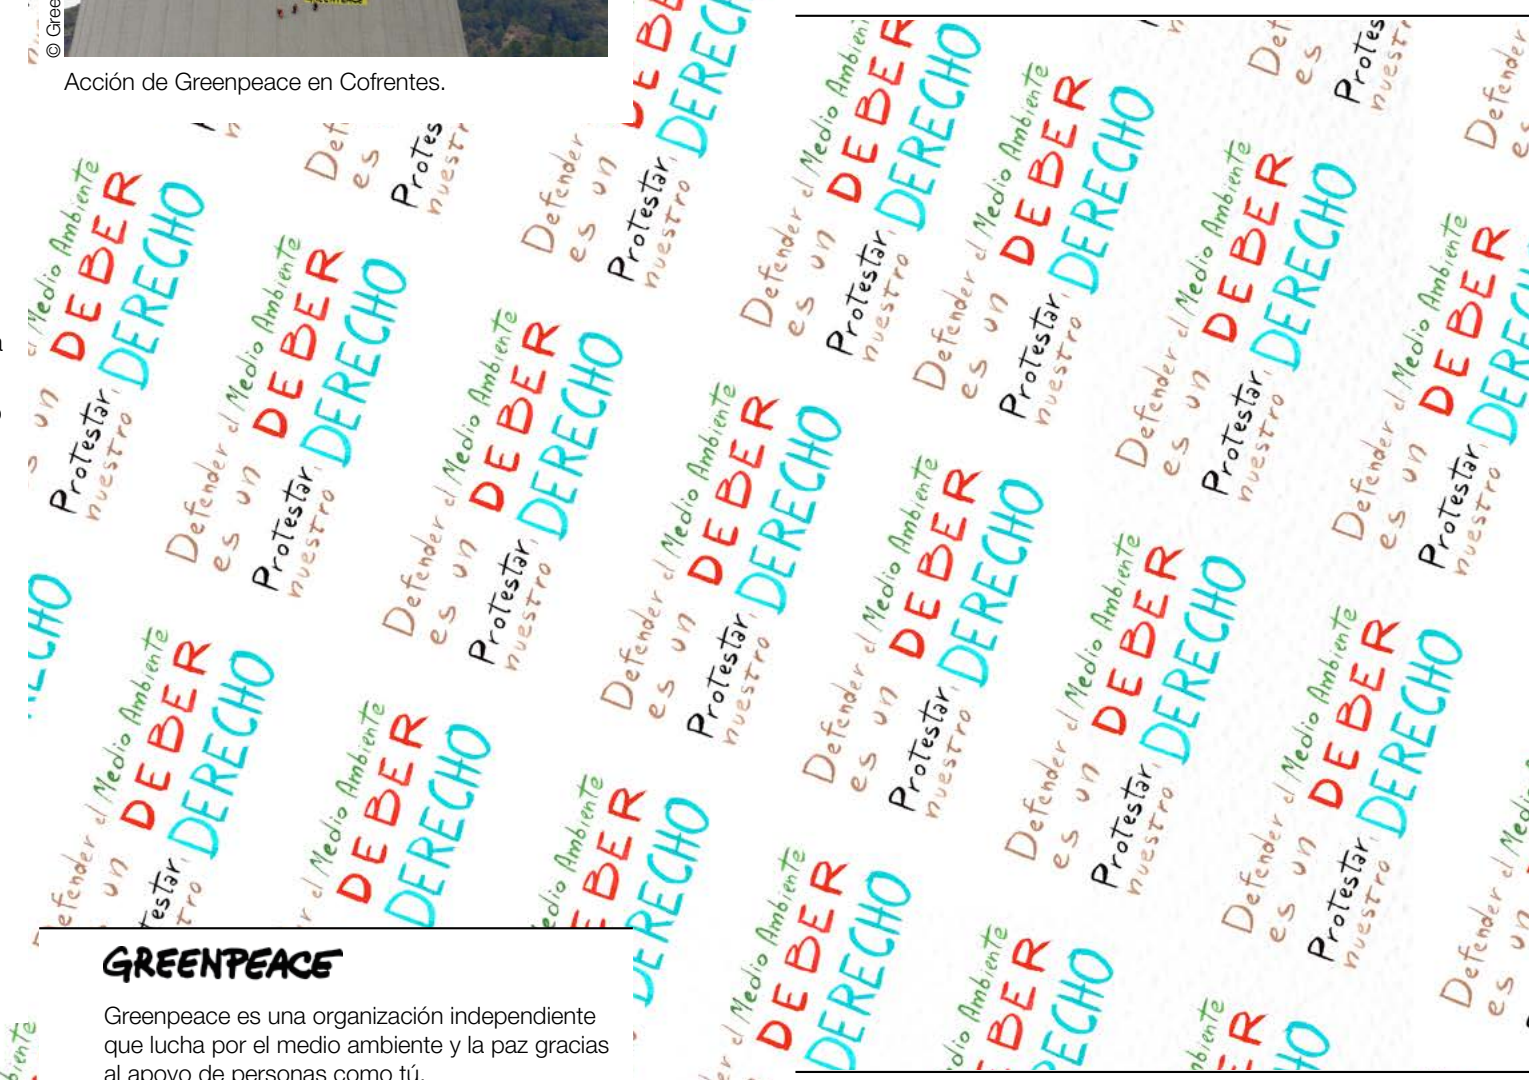 © Gree
GREENPEACE
Acción de Greenpeace en Cofrentes.
Defender el Medio Ambiente
es un DEBER
Protestar,
nuestro DERECHO
GREENPEACE
Greenpeace es una organización independiente
que lucha por el medio ambiente y la paz gracias
al apoyo de personas como tú.